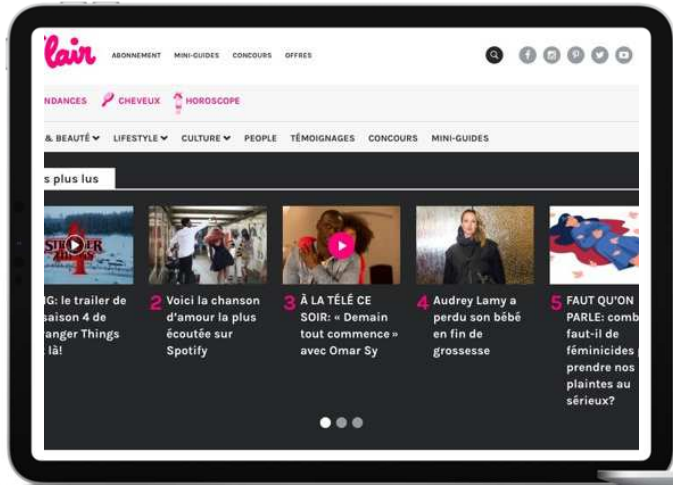 lair
ABONNEMENT MINI-GUIDES CONCOURS OFFRES
NDANCES CHEVEUX HOROSCOPE
& BEAUTÉ LIFESTYLE CULTURE PEOPLE TÉMOIGNAGES CONCOURS MINI-GUIDES
s plus lus
G: le trailer de
saison 4 de
ranger Things
là!
2 Voici la chanson
d'amour la plus
écoutée sur
Spotify
3 À LA TÉLÉ CE
SOIR: « Demain
tout commence »
avec Omar Sy
4 Audrey Lamy a
perdu son bébé
en fin de
grossesse
5 FAUT QU'ON
PARLE: comb
faut-il de
féminicides
prendre nos
plaintes au
sérieux?